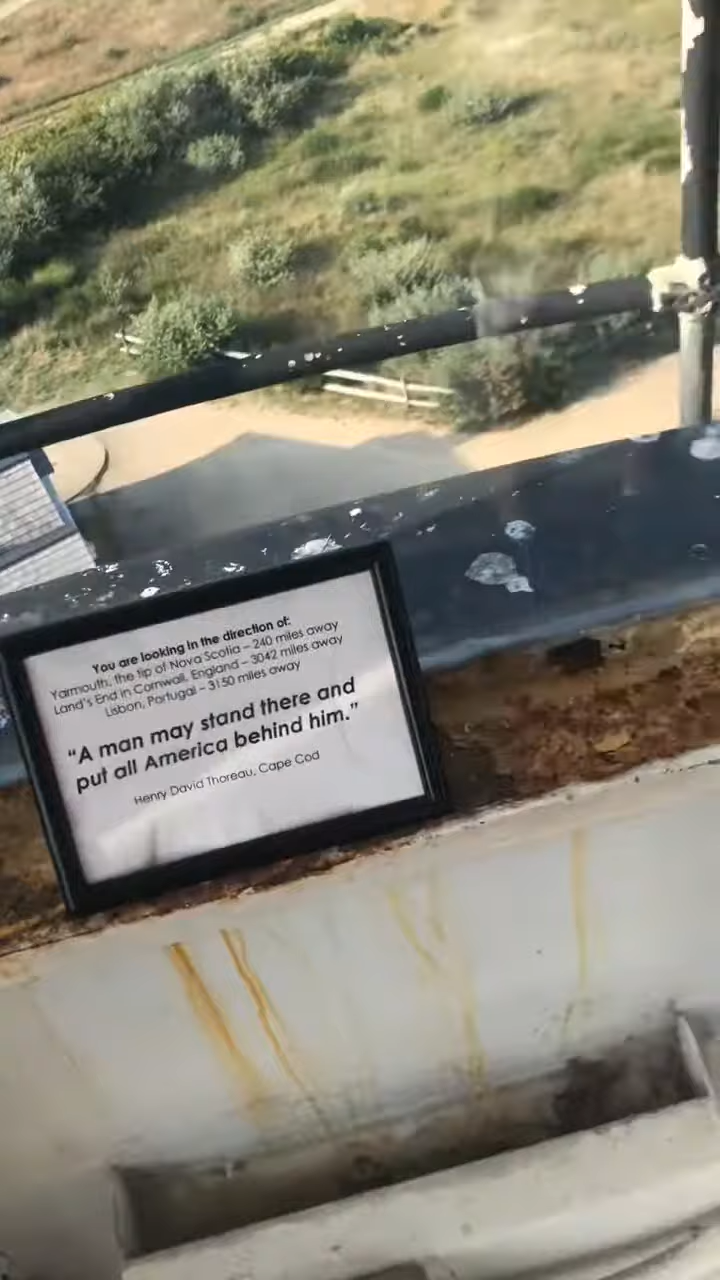 You are looking in the direction of:
Yarmouth, the tip of Nova Scotia – 240 miles away
Land's End in Cornwall, England – 3042 miles away
Lisbon, Portugal – 3150 miles away
“A man may stand there and
put all America behind him.”
Henry David Thoreau, Cape Cod